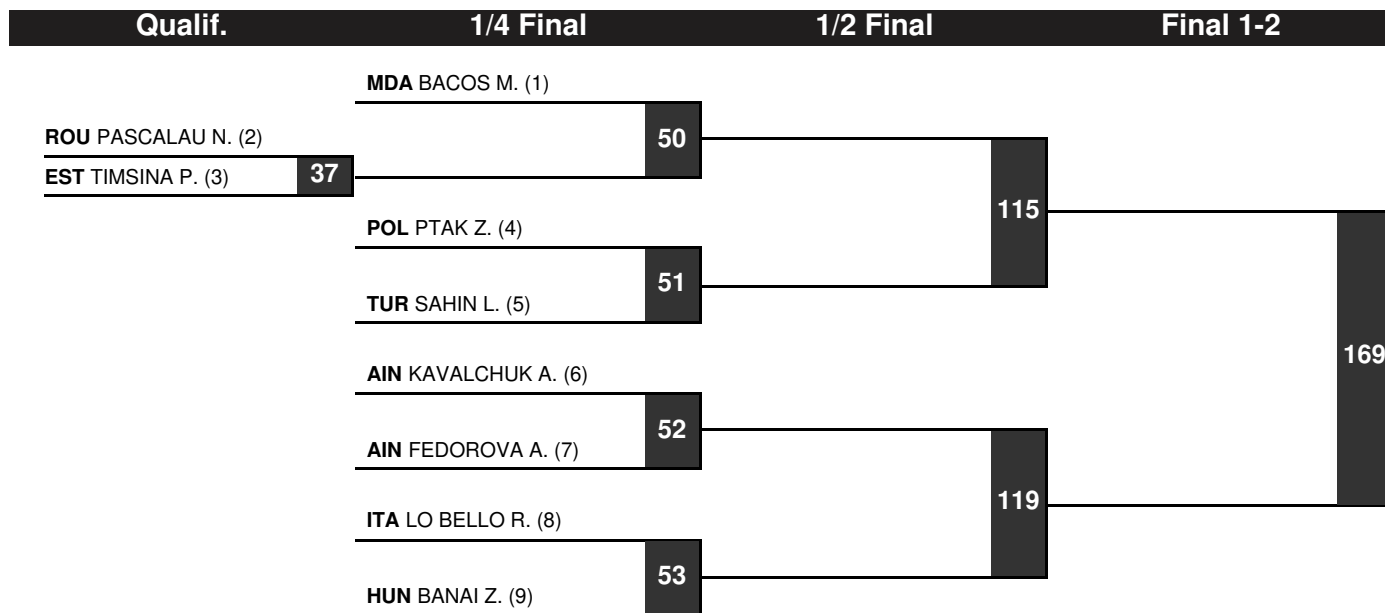 Qualif. 1/4 Final 1/2 Final Final 1-2
MDA BACOS M. (1)
50
ROU PASCALAU N. (2)
37
EST TIMSINA P. (3)
115
POL PTAK Z. (4)
51
TUR SAHIN L. (5)
169
AIN KAVALCHUK A. (6)
52
AIN FEDOROVA A. (7)
119
ITA LO BELLO R. (8)
53
HUN BANAI Z. (9)